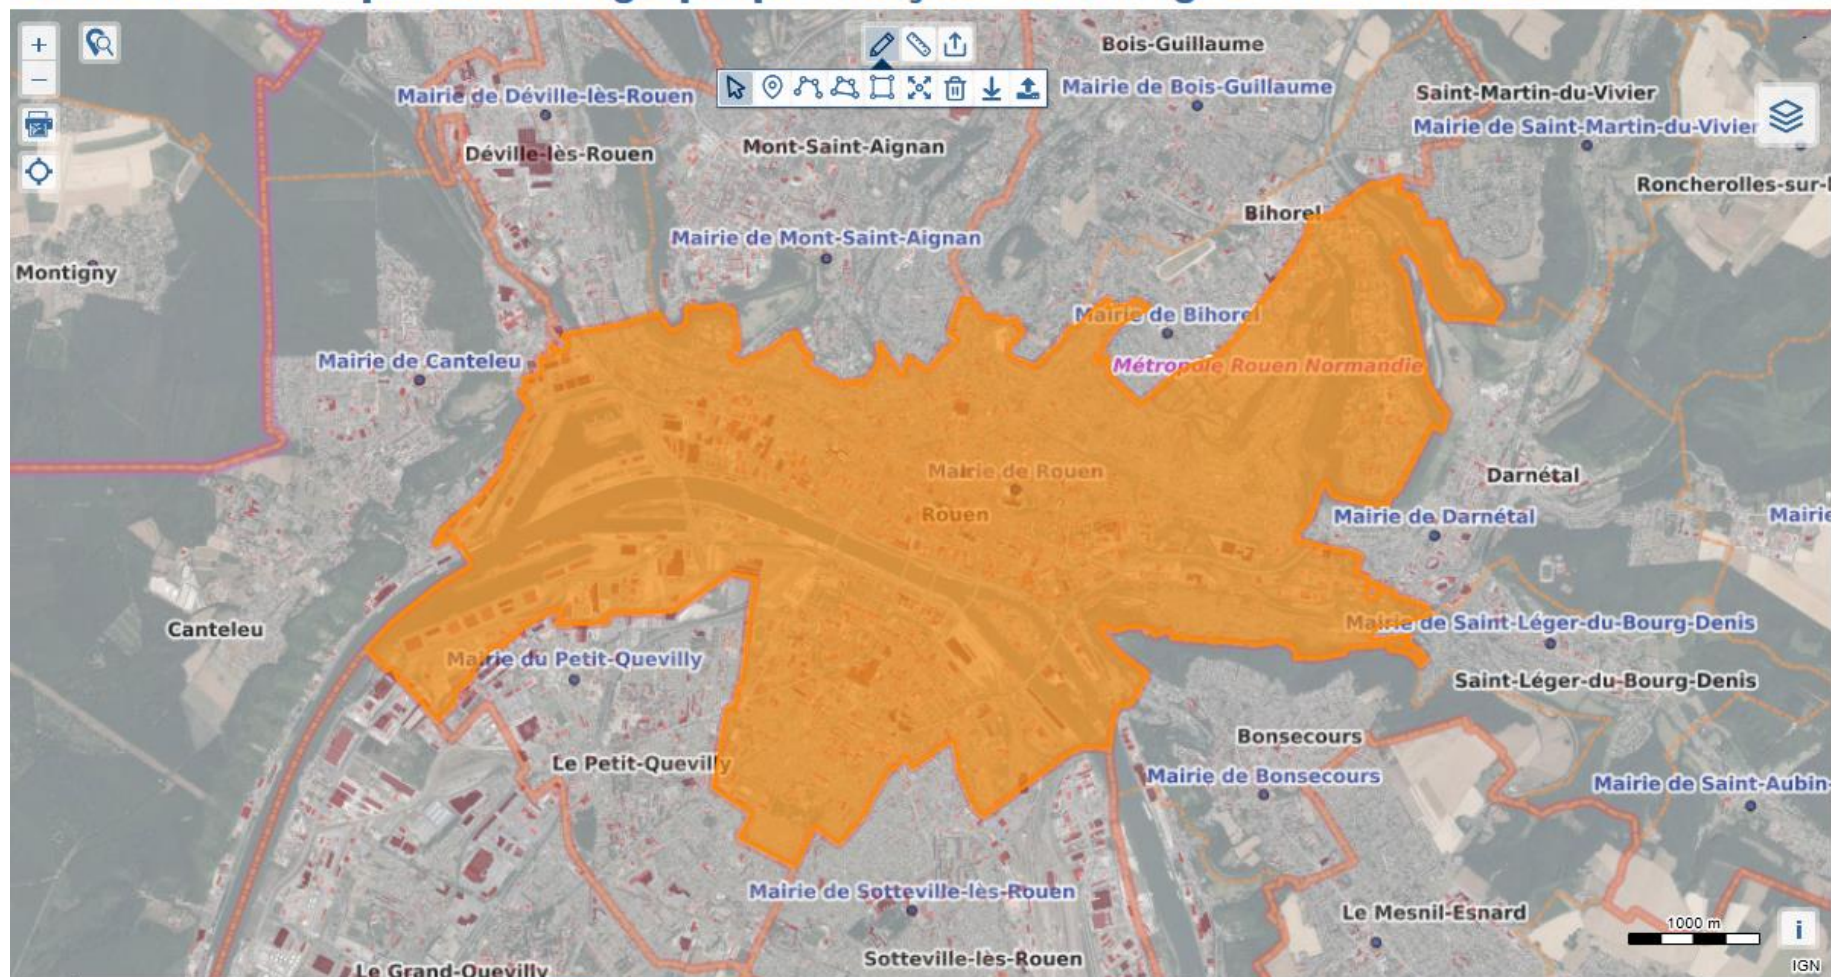 Bois-Guillaume
Mairie de Bois-Guillaume
Saint-Martin-du-Vivier
Mairie de Déville-lès-Rouen
Mairie de Saint-Martin-du-Vivier
Déville-lès-Rouen
Mont-Saint-Aignan
Roncherolles-sur-
Bihorel
Mairie de Mont-Saint-Aignan
Montigny
Mairie de Bihorel
Mairie de Canteleu
Métropole Rouen Normandie
Mairie de Rouen
Darnétal
Rouen
Mairie de Darnétal
Mairie
Canteleu
Mairie de Saint-Léger-du-Bourg-Denis
Mairie du Petit-Quevilly
Saint-Léger-du-Bourg-Denis
Bonsecours
Le Petit-Quevilly
Mairie de Bonsecours
Mairie de Saint-Aubin-
Mairie de Sotteville-lès-Rouen
Le Mesnil-Esnard
1000 m
i
Sotteville-lès-Rouen
IGN
Le Grand-Quevilly